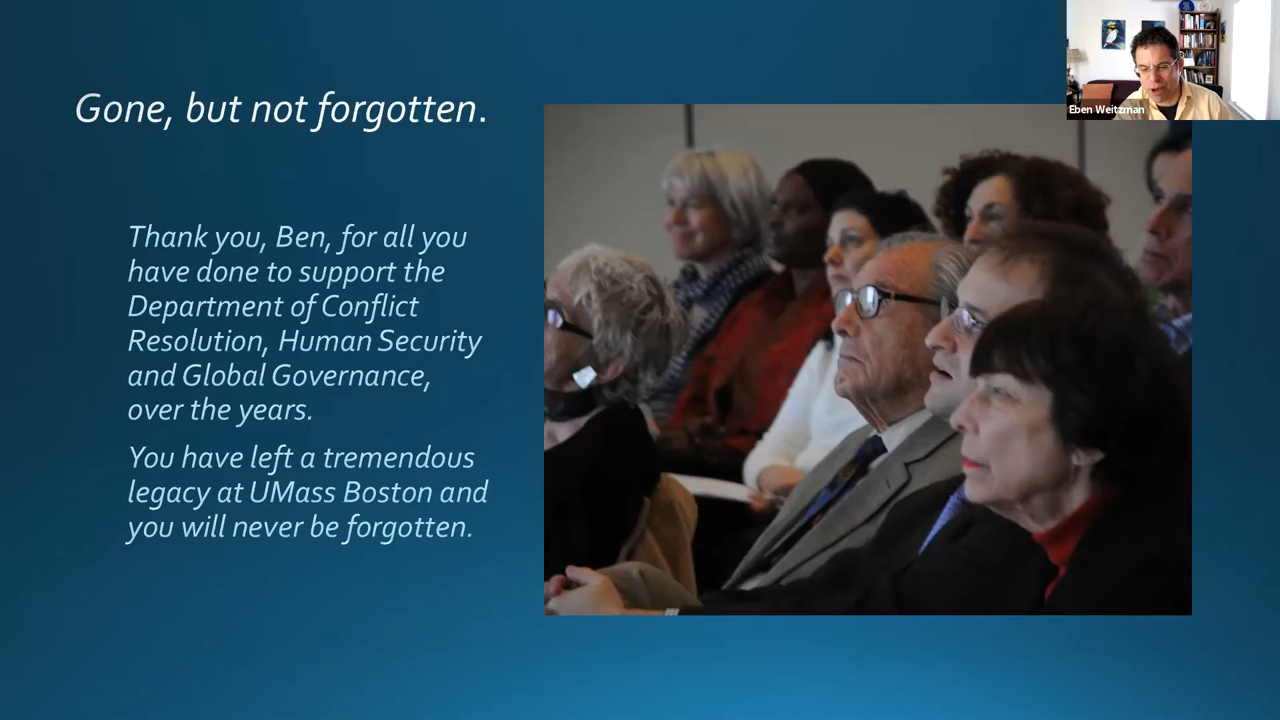 Eben Weitzman
Gone, but not forgotten.
Thank you, Ben, for all you
have done to support the
Department of Conflict
Resolution, Human Security
and Global Governance,
over the years.
You have left a tremendous
legacy at UMass Boston and
you will never be forgotten.